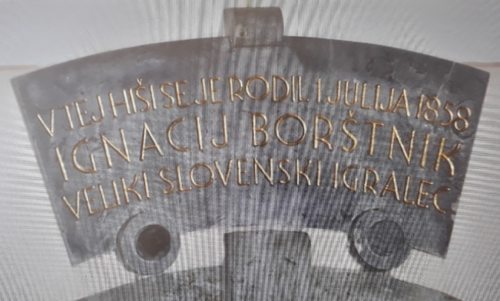 V TEJ HIŠI SE JE RODIL 1 JULIJA 1858
IGNACIJ BORŠTNIK
VELIKI SLOVENSKI IGRALEC